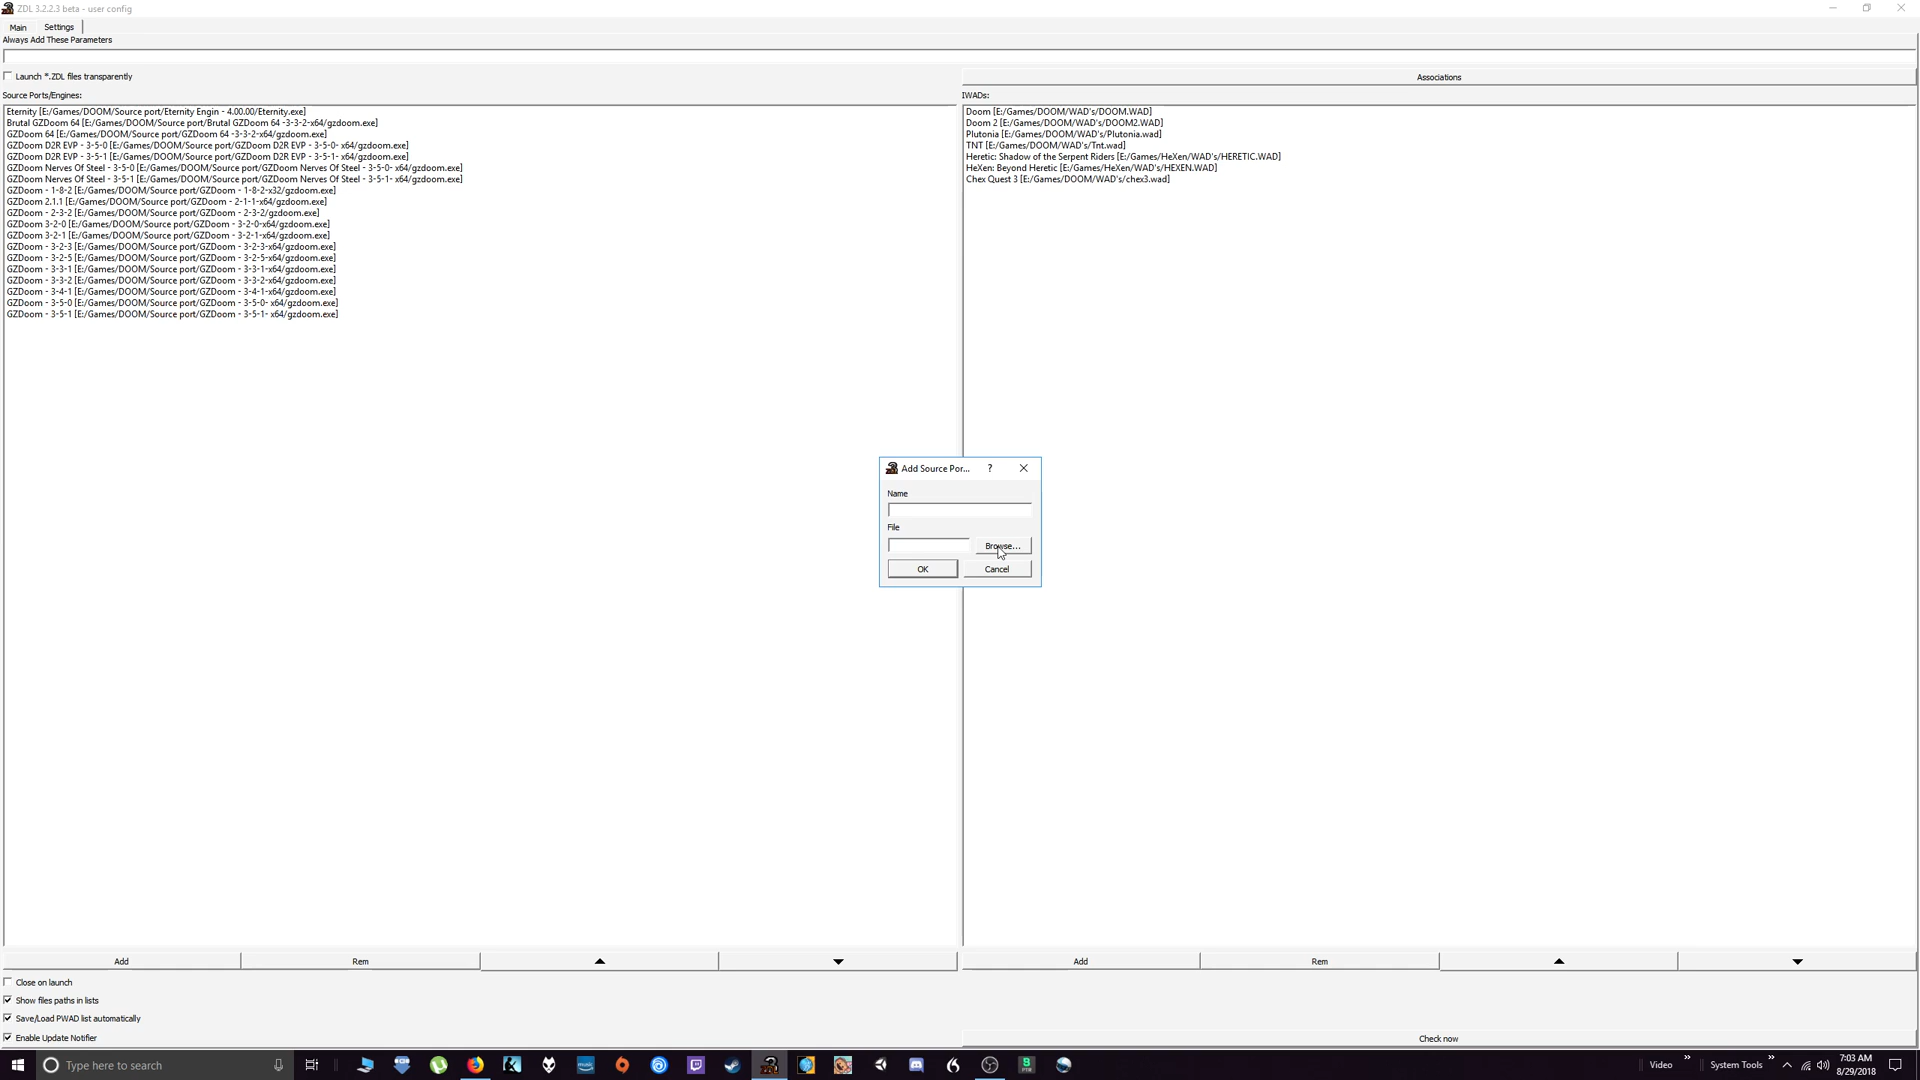 ZDL 3.2.2.3 beta - user config
Main Settings
Always Add These Parameters
Launch *.ZDL files transparently
Associations
Source Ports/Engines:
IWADs:
Eternity [E:/Games/DOOM/Source port/Eternity Engin - 4.00.00/Eternity.exe]
Brutal GZDoom 64 [E:/Games/DOOM/Source port/Brutal GZDoom 64 -3-3-2-x64/gzdoom.exe]
GZDoom 64 [E:/Games/DOOM/Source port/GZDoom 64 -3-3-2-x64/gzdoom.exe]
GZDoom D2R EVP - 3-5-0 [E:/Games/DOOM/Source port/GZDoom D2R EVP - 3-5-0- x64/gzdoom.exe]
GZDoom D2R EVP - 3-5-1 [E:/Games/DOOM/Source port/GZDoom D2R EVP - 3-5-1- x64/gzdoom.exe]
GZDoom Nerves Of Steel - 3-5-0 [E:/Games/DOOM/Source port/GZDoom Nerves Of Steel - 3-5-0- x64/gzdoom.exe]
GZDoom Nerves Of Steel - 3-5-1 [E:/Games/DOOM/Source port/GZDoom Nerves Of Steel - 3-5-1- x64/gzdoom.exe]
GZDoom - 1-8-2 [E:/Games/DOOM/Source port/GZDoom - 1-8-2-x32/gzdoom.exe]
GZDoom 2.1.1 [E:/Games/DOOM/Source port/GZDoom - 2-1-1-x64/gzdoom.exe]
GZDoom - 2-3-2 [E:/Games/DOOM/Source port/GZDoom - 2-3-2/gzdoom.exe]
GZDoom 3-2-0 [E:/Games/DOOM/Source port/GZDoom - 3-2-0-x64/gzdoom.exe]
GZDoom 3-2-1 [E:/Games/DOOM/Source port/GZDoom - 3-2-1-x64/gzdoom.exe]
GZDoom - 3-2-3 [E:/Games/DOOM/Source port/GZDoom - 3-2-3-x64/gzdoom.exe]
GZDoom - 3-2-5 [E:/Games/DOOM/Source port/GZDoom - 3-2-5-x64/gzdoom.exe]
GZDoom - 3-3-1 [E:/Games/DOOM/Source port/GZDoom - 3-3-1-x64/gzdoom.exe]
GZDoom - 3-3-2 [E:/Games/DOOM/Source port/GZDoom - 3-3-2-x64/gzdoom.exe]
GZDoom - 3-4-1 [E:/Games/DOOM/Source port/GZDoom - 3-4-1-x64/gzdoom.exe]
GZDoom - 3-5-0 [E:/Games/DOOM/Source port/GZDoom - 3-5-0- x64/gzdoom.exe]
GZDoom - 3-5-1 [E:/Games/DOOM/Source port/GZDoom - 3-5-1- x64/gzdoom.exe]
Doom [E:/Games/DOOM/WAD's/DOOM.WAD]
Doom 2 [E:/Games/DOOM/WAD's/DOOM2.WAD]
Plutonia [E:/Games/DOOM/WAD's/Plutonia.wad]
TNT [E:/Games/DOOM/WAD's/Tnt.wad]
Heretic: Shadow of the Serpent Riders [E:/Games/HeXen/WAD's/HERETIC.WAD]
HeXen: Beyond Heretic [E:/Games/HeXen/WAD's/HEXEN.WAD]
Chex Quest 3 [E:/Games/DOOM/WAD's/chex3.wad]
Add Source Por... ?
Name
File
Browse...
OK Cancel
Add Rem
Add Rem
Close on launch
Show files paths in lists
Save/Load PWAD list automatically
Enable Update Notifier
Check now
Type here to search
Video » System Tools »
7:03 AM
8/29/2018